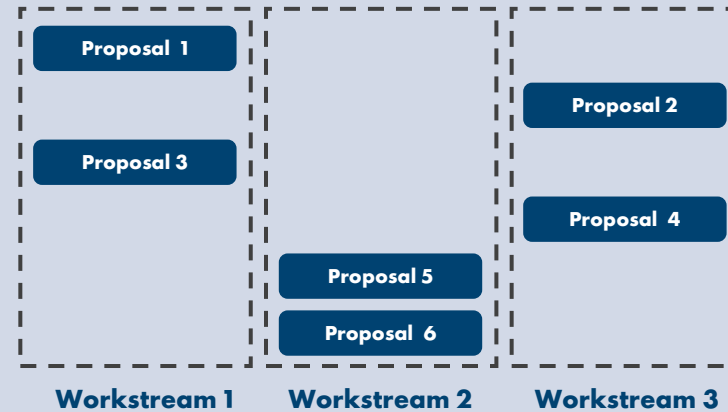 Proposal 1
Proposal 2
Proposal 3
Proposal 4
Proposal 5
Proposal 6
Workstream 1
Workstream 2
Workstream 3